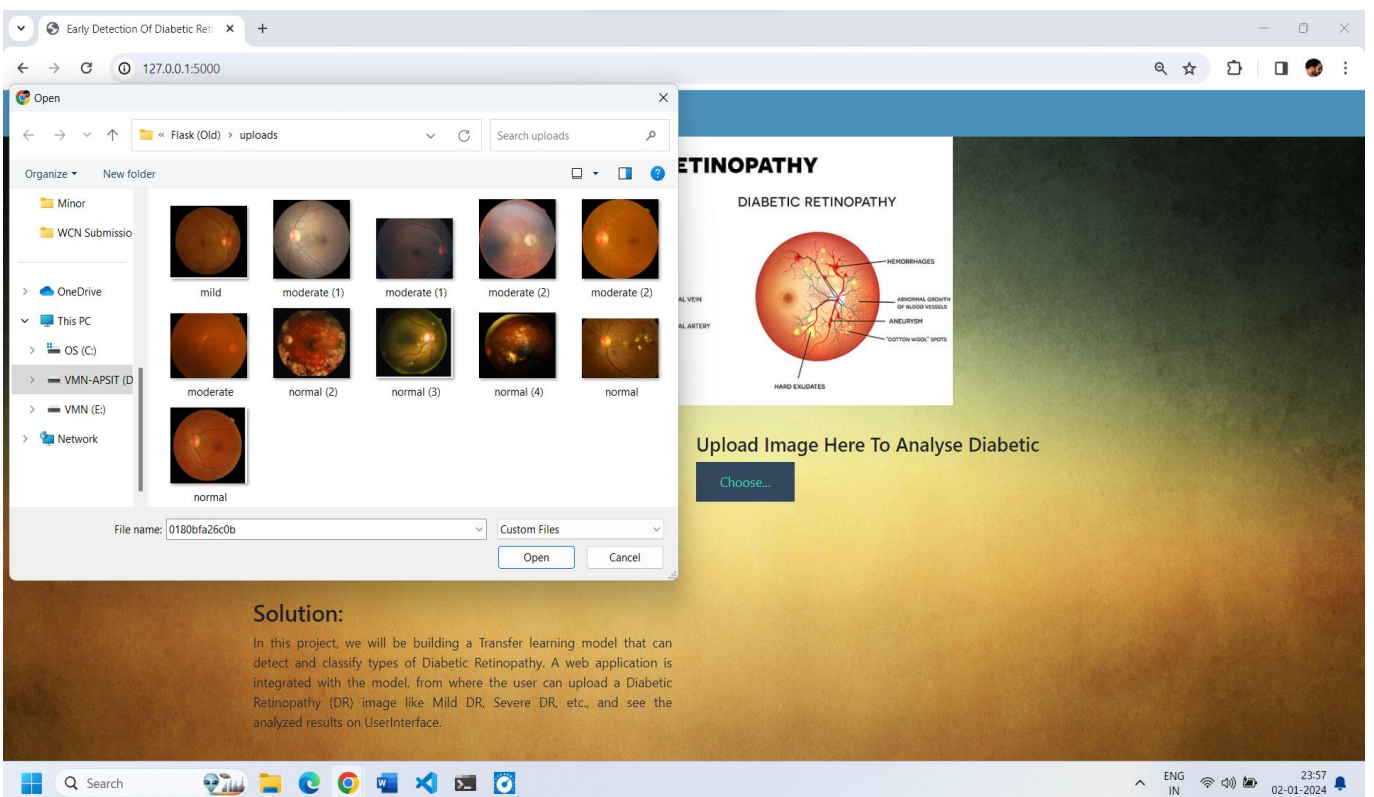 Early Detection Of Diabetic Reti
127.0.0.1:5000
Open
« Flask (Old) › uploads
Search uploads
Organize
New folder
Minor
WCN Submissio
OneDrive
This PC
OS (C:)
VMN-APSIT (D
VMN (E:)
Network
mild
moderate (1)
moderate (1)
moderate (2)
moderate (2)
moderate
normal (2)
normal (3)
normal (4)
normal
normal
File name:
0180bfa26c0b
Custom Files
Open
Cancel
ETINOPATHY
DIABETIC RETINOPATHY
HEMORRHAGES
AL VEIN
ABNORMAL GROWTH
OF BLOOD VESSELS
AL ARTERY
ANEURYSM
"COTTON WOOL" SPOTS
HARD EXUDATES
Upload Image Here To Analyse Diabetic
Choose...
Solution:
In this project, we will be building a Transfer learning model that can
detect and classify types of Diabetic Retinopathy. A web application is
integrated with the model, from where the user can upload a Diabetic
Retinopathy (DR) image like Mild DR, Severe DR, etc., and see the
analyzed results on UserInterface.
Search
ENG
IN
23:57
02-01-2024